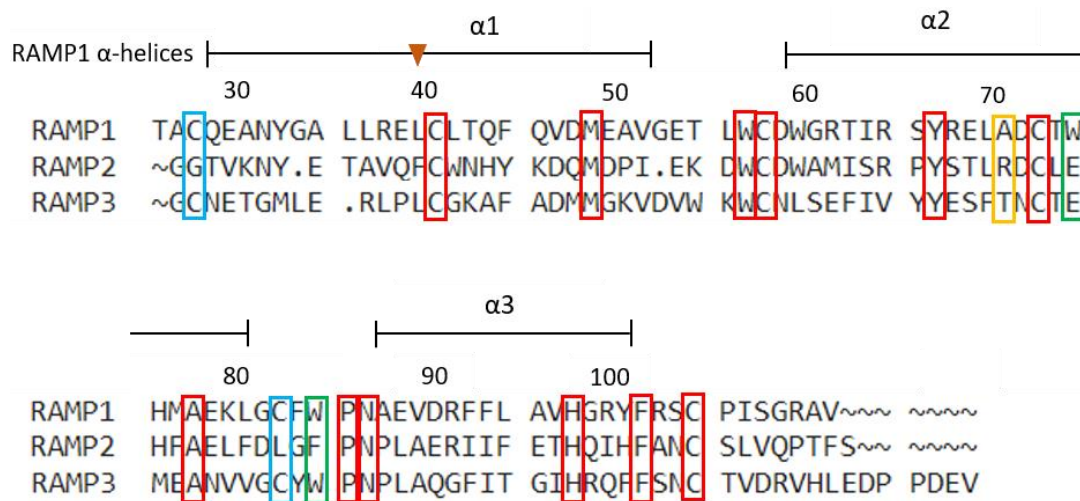 α1 α2
RAMP1 α-helices
30 40 50 60 70
RAMP1 TACQEANYGA LLRELCLTQF QVDMEAVGET LWCDWGRTIR SYRELADCTW
RAMP2 ~GGTVKNY.E TAVQFCWNHY KDQMDPI.EK DWCDWAMISR PYSTLRDCLE
RAMP3 ~GCNETGMLE .RLPLCGKAF ADMMGKVDVW KWCNLSEFIV YYESFTNCTE
α3
80 90 100
RAMP1 HMAEKLGCFW PNAEVDRFFL AVHGRYFRSC PISGRAV~~~ ~~~~
RAMP2 HFAELFDLGF PNPLAERIIF ETHQIHFANC SLVQPTFS~~ ~~~~
RAMP3 MEANVVGCYW PNPLAQGFIT GIHRQFFSNC TVDRVHLEDP PDEV